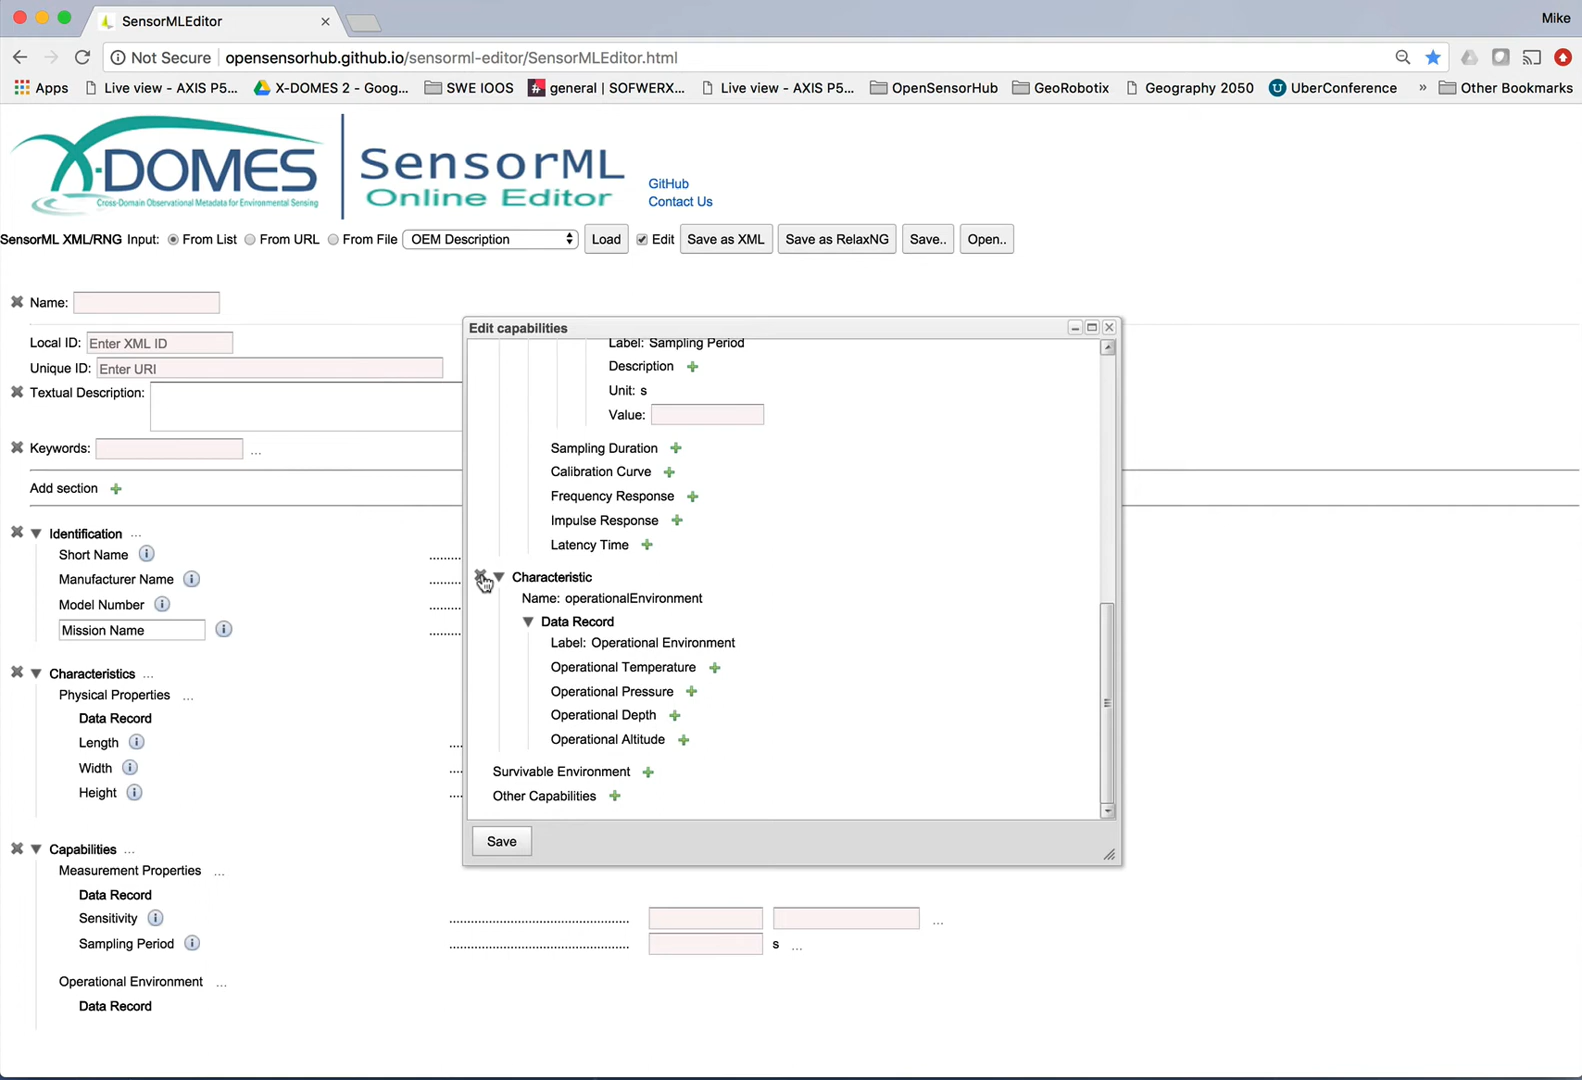 SensorMLEditor
Mike
Not Secure opensensorhub.github.io/sensorml-editor/SensorMLEditor.html
Apps Live view - AXIS P5... X-DOMES 2 - Goog... SWE IOOS general | SOFWERX... Live view - AXIS P5... OpenSensorHub GeoRobotix Geography 2050 UberConference » Other Bookmarks
X-DOMES
Cross-Domain Observational Metadata for Environmental Sensing
SensorML
Online Editor
GitHub
Contact Us
SensorML XML/RNG Input: From List From URL From File OEM Description Load Edit Save as XML Save as RelaxNG Save.. Open..
Name:
Local ID: Enter XML ID
Unique ID: Enter URI
Textual Description:
Keywords: ...
Add section
Identification ...
Short Name
Manufacturer Name
Model Number
Mission Name
Characteristics ...
Physical Properties ...
Data Record
Length
Width
Height
Capabilities ...
Measurement Properties ...
Data Record
Sensitivity ...
Sampling Period s ...
Operational Environment ...
Data Record
Edit capabilities
Label: Sampling Period
Description
Unit: s
Value:
Sampling Duration
Calibration Curve
Frequency Response
Impulse Response
Latency Time
Characteristic
Name: operationalEnvironment
Data Record
Label: Operational Environment
Operational Temperature
Operational Pressure
Operational Depth
Operational Altitude
Survivable Environment
Other Capabilities
Save